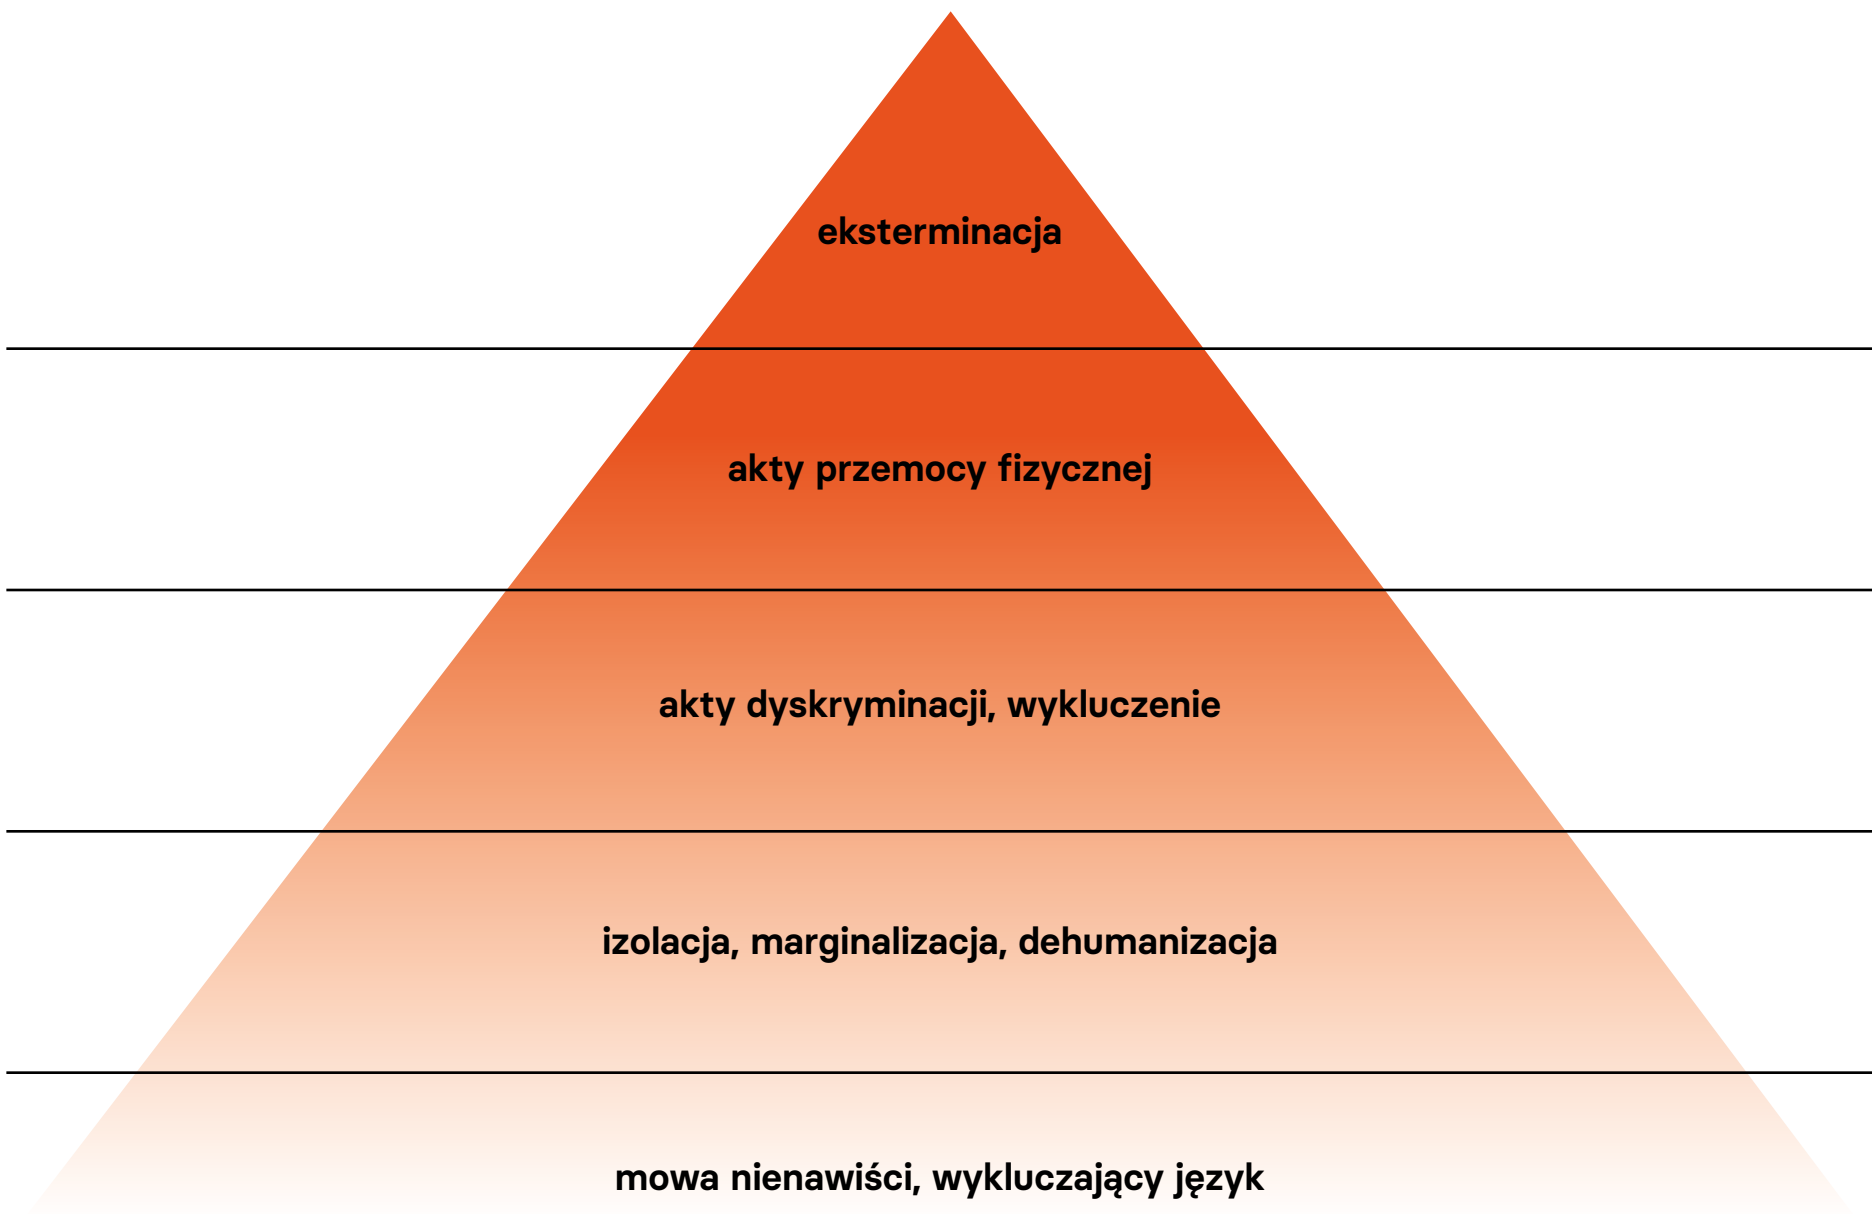 eksterminacja
akty przemocy fizycznej
akty dyskryminacji, wykluczenie
izolacja, marginalizacja, dehumanizacja
mowa nienawiści, wykluczający język